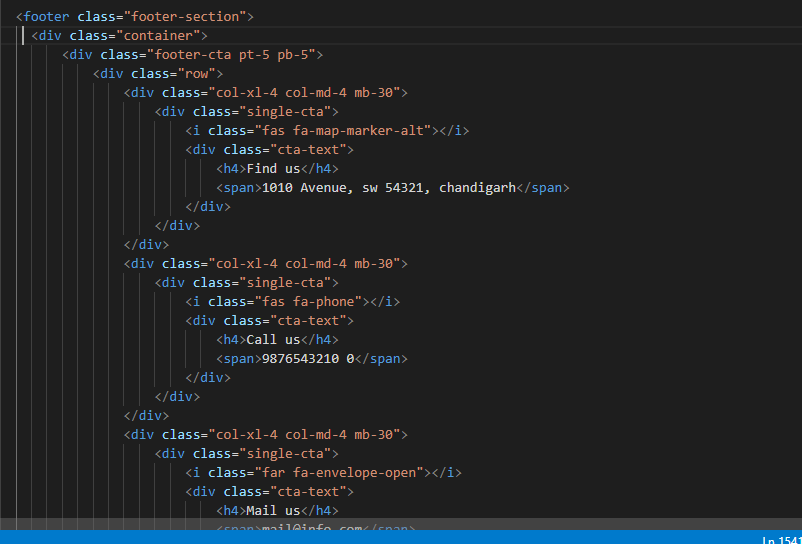 <footer class="footer-section">
<div class="container">
<div class="footer-cta pt-5 pb-5">
<div class="row">
<div class="col-xl-4 col-md-4 mb-30">
<div class="single-cta">
<i class="fas fa-map-marker-alt"></i>
<div class="cta-text">
<h4>Find us</h4>
<span>1010 Avenue, sw 54321, chandigarh</span>
</div>
</div>
</div>
<div class="col-xl-4 col-md-4 mb-30">
<div class="single-cta">
<i class="fas fa-phone"></i>
<div class="cta-text">
<h4>Call us</h4>
<span>9876543210 0</span>
</div>
</div>
</div>
<div class="col-xl-4 col-md-4 mb-30">
<div class="single-cta">
<i class="far fa-envelope-open"></i>
<div class="cta-text">
<h4>Mail us</h4>
<span>mail@info.com</span>
Ln 1541